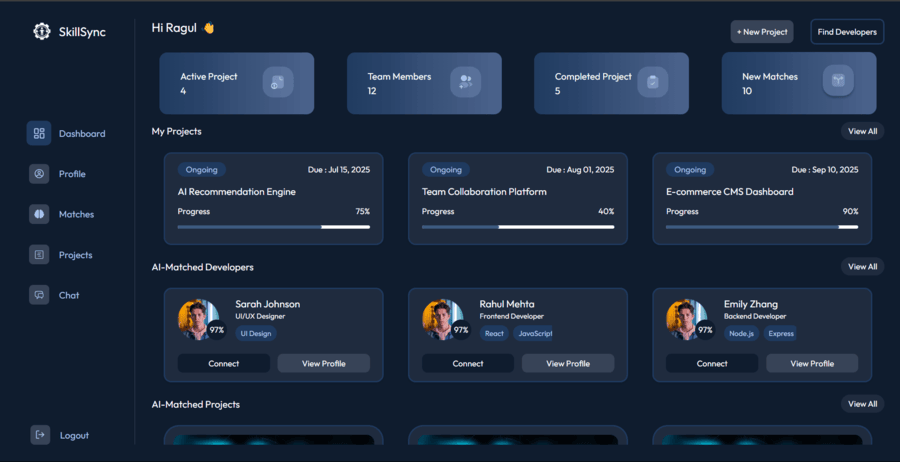 SkillSync
Hi Ragul 👋
+ New Project
Find Developers
Active Project
4
Team Members
12
Completed Project
5
New Matches
10
Dashboard
Profile
Matches
Projects
Chat
Logout
My Projects
View All
Ongoing
Due : Jul 15, 2025
AI Recommendation Engine
Progress
75%
Ongoing
Due : Aug 01, 2025
Team Collaboration Platform
Progress
40%
Ongoing
Due : Sep 10, 2025
E-commerce CMS Dashboard
Progress
90%
AI-Matched Developers
View All
Sarah Johnson
UI/UX Designer
97%
UI Design
Connect
View Profile
Rahul Mehta
Frontend Developer
97%
React
JavaScript
Connect
View Profile
Emily Zhang
Backend Developer
97%
Node.js
Express
Connect
View Profile
AI-Matched Projects
View All